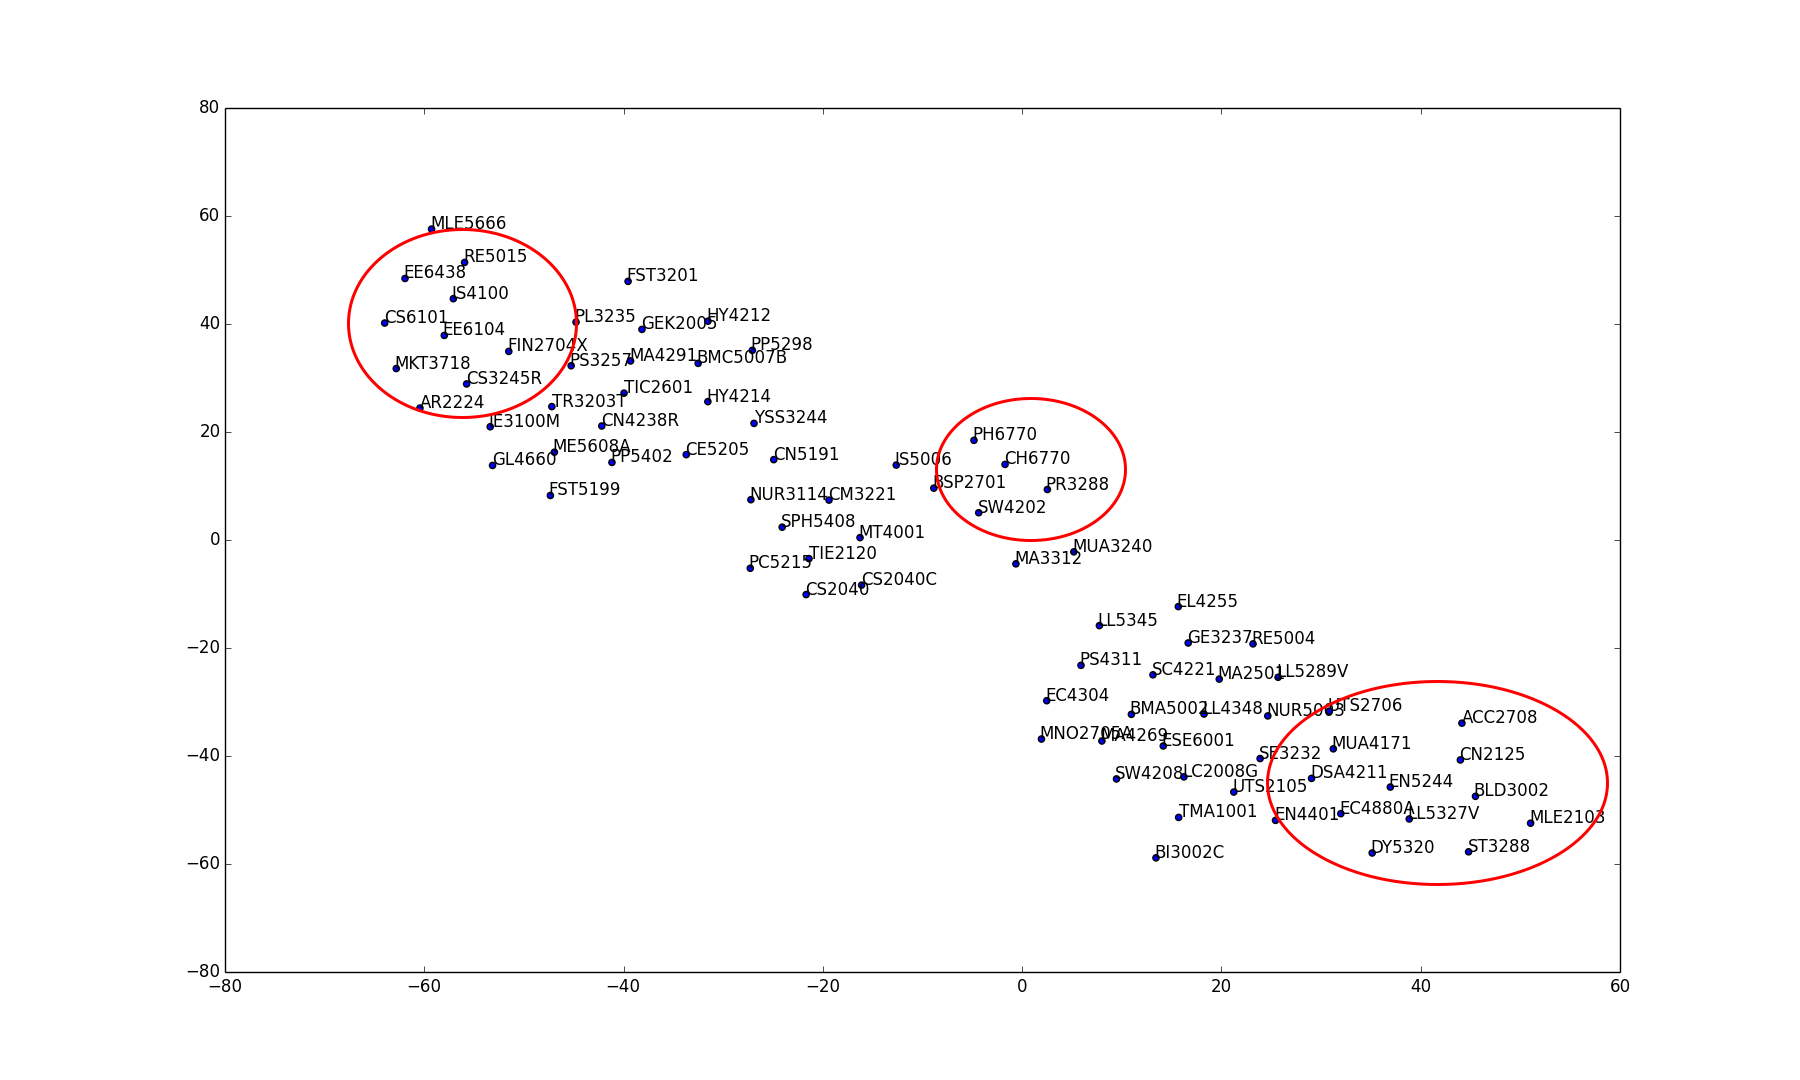 80
60
40
20
0
−20
−40
−60
−80
−80
−60
−40
−20
0
20
40
60
MLE5666
RE5015
EE6438
FST3201
IS4100
CS6101
PL3235
GEK2005
HY4212
EE6104
FIN2704X
PP5298
MKT3718
PS3257
MA4291
BMC5007B
CS3245R
TIC2601
AR2224
TR3203T
HY4214
IE3100M
CN4238R
YSS3244
PH6770
GL4660
ME5608A
PP5402
CE5205
CN5191
IS5006
CH6770
FST5199
NUR3114
CM3221
BSP2701
PR3288
SPH5408
SW4202
MT4001
PC5215
TIE2120
MA3312
MUA3240
CS2040
CS2040C
EL4255
LL5345
GE3237
RE5004
PS4311
SC4221
MA2501
LL5289V
EC4304
BMA5002
LL4348
NUR5003
UTS2706
ACC2708
MNO2705A
MA4269
ESE6001
SE3232
MUA4171
CN2125
SW4208
LC2008G
UTS2105
DSA4211
EN5244
BLD3002
TMA1001
EN4401
EC4880A
LL5327V
MLE2103
BI3002C
DY5320
ST3288